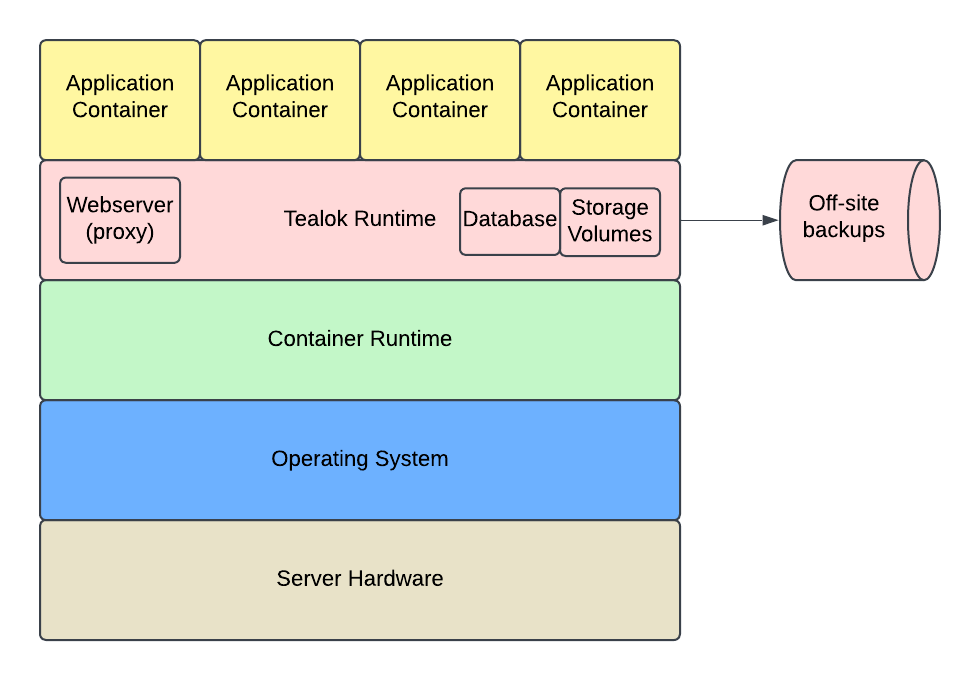 Application
Container
Application
Container
Application
Container
Application
Container
Webserver
(proxy)
Tealok Runtime
Database
Storage
Volumes
Off-site
backups
Container Runtime
Operating System
Server Hardware